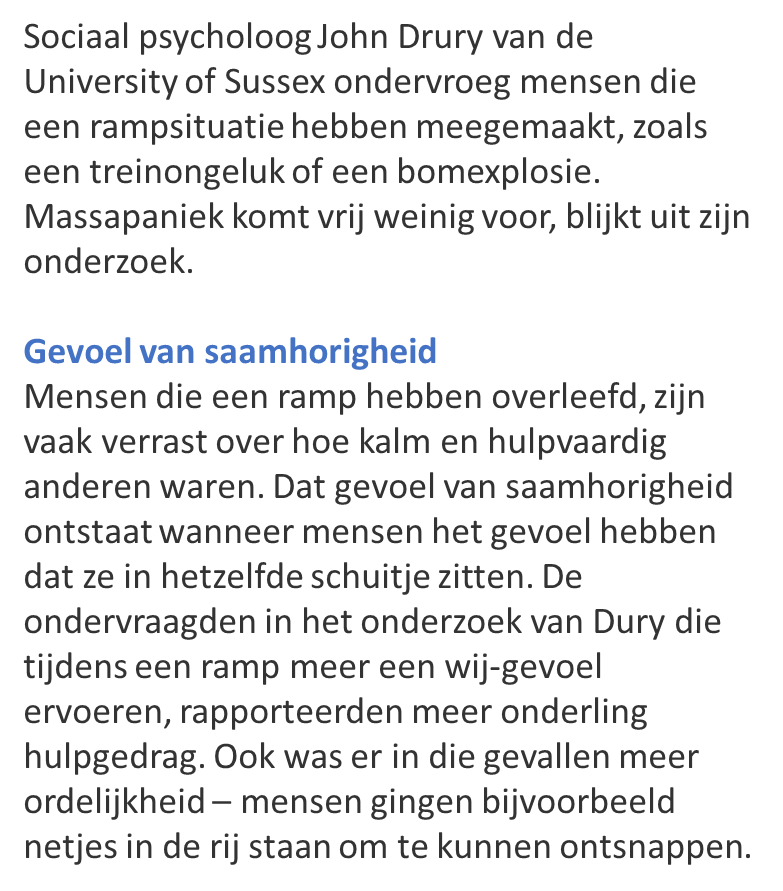 Sociaal psycholoog John Drury van de
University of Sussex ondervroeg mensen die
een rampsituatie hebben meegemaakt, zoals
een treinongeluk of een bomexplosie.
Massapaniek komt vrij weinig voor, blijkt uit zijn
onderzoek.

Gevoel van saamhorigheid
Mensen die een ramp hebben overleefd, zijn
vaak verrast over hoe kalm en hulpvaardig
anderen waren. Dat gevoel van saamhorigheid
ontstaat wanneer mensen het gevoel hebben
dat ze in hetzelfde schuitje zitten. De
ondervraagden in het onderzoek van Dury die
tijdens een ramp meer een wij-gevoel
ervoeren, rapporteerden meer onderling
hulpgedrag. Ook was er in die gevallen meer
ordelijkheid – mensen gingen bijvoorbeeld
netjes in de rij staan om te kunnen ontsnappen.